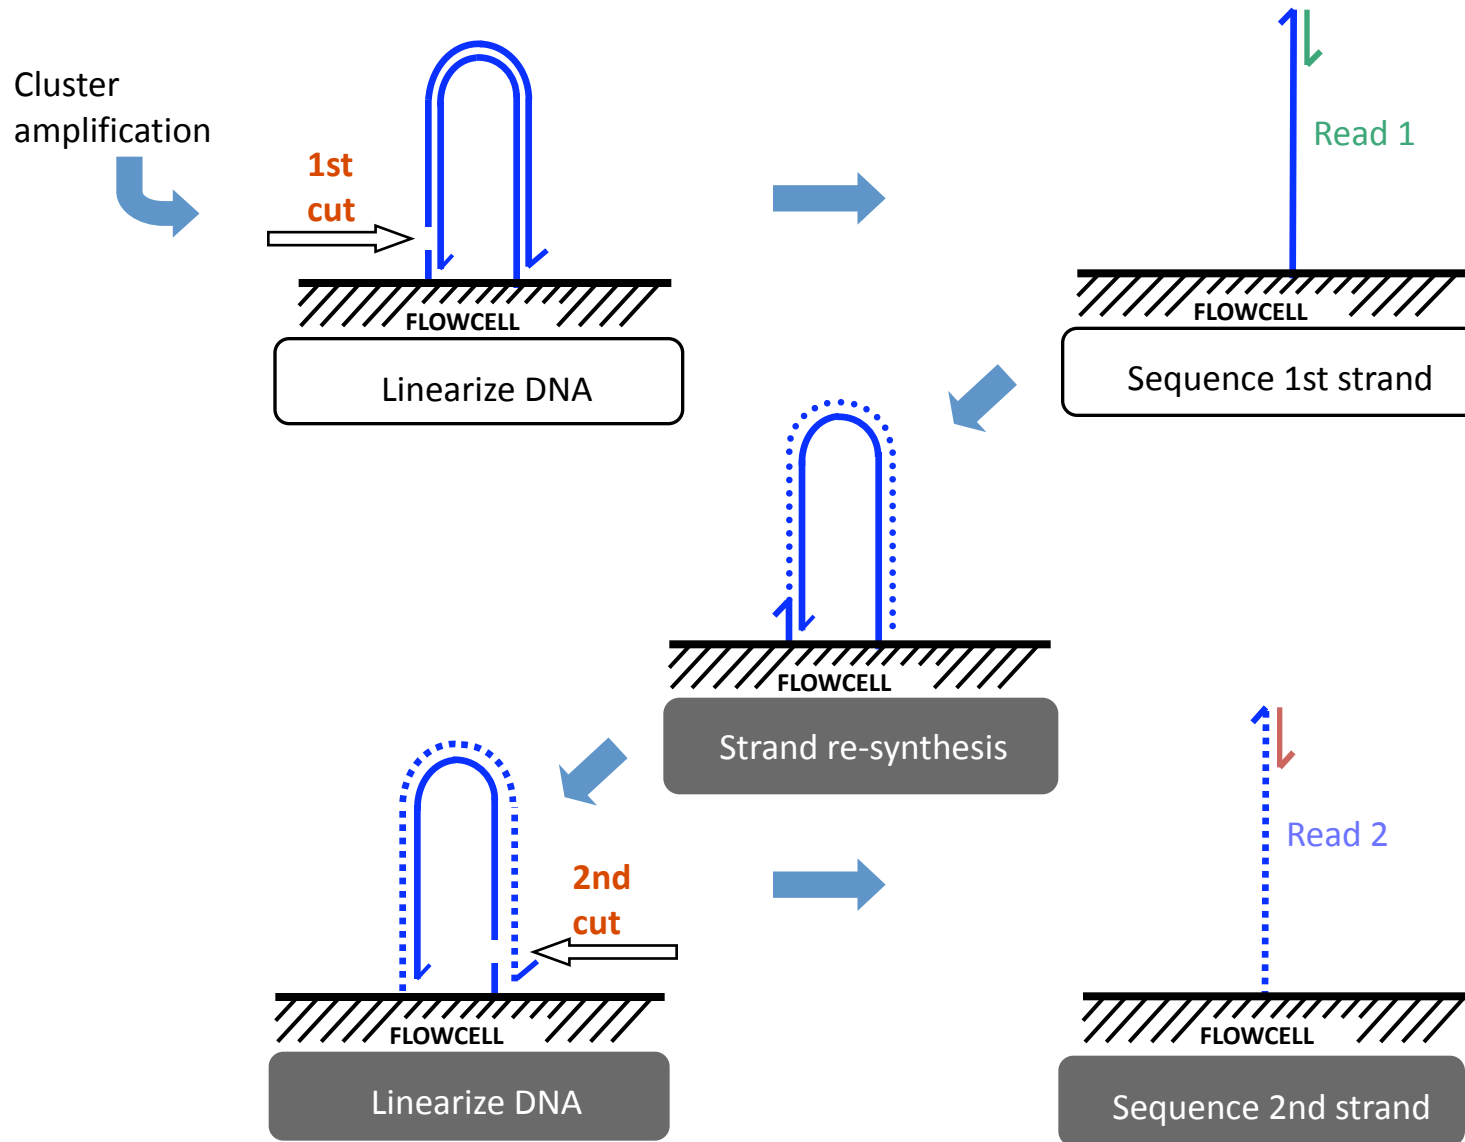 Cluster
amplification
1st
cut
FLOWCELL
Linearize DNA
Read 1
FLOWCELL
Sequence 1st strand
FLOWCELL
Strand re-synthesis
2nd
cut
FLOWCELL
Linearize DNA
Read 2
FLOWCELL
Sequence 2nd strand